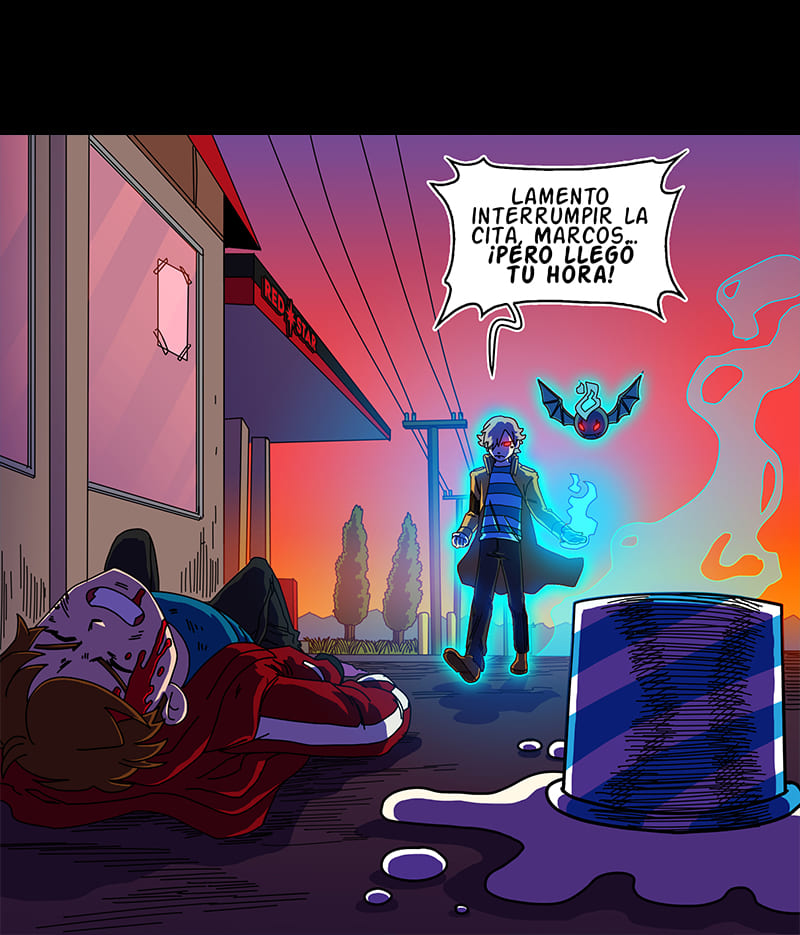 LAMENTO
INTERRUMPIR LA
CITA, MARCOS...
¡PERO LLEGÓ
TU HORA!
RED STAR